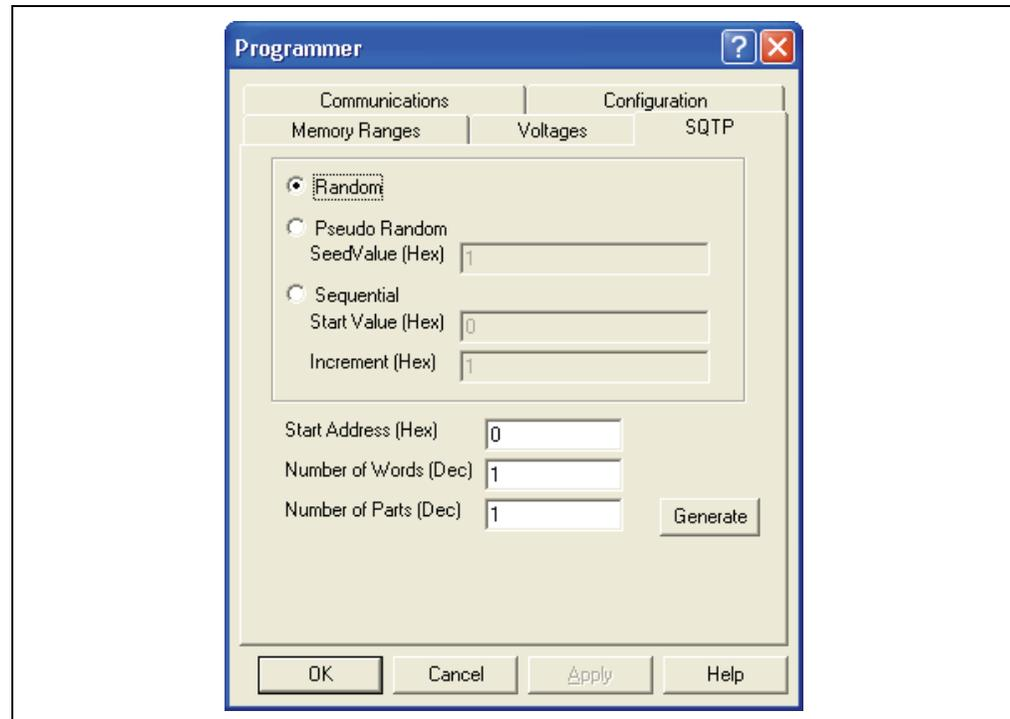 Programmer
?
Communications
Configuration
Memory Ranges
Voltages
SQTP
Random
Pseudo Random
SeedValue (Hex) 1
Sequential
Start Value (Hex) 0
Increment (Hex) 1
Start Address (Hex) 0
Number of Words (Dec) 1
Number of Parts (Dec) 1
Generate
OK
Cancel
Apply
Help